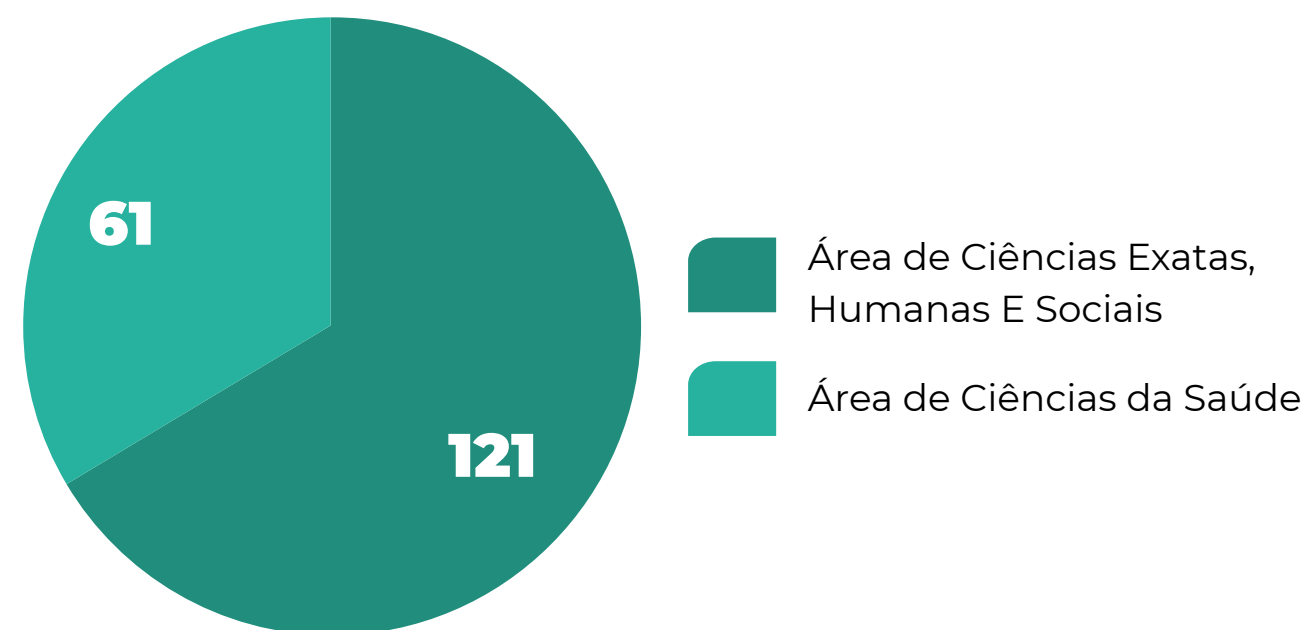 61
121
Área de Ciências Exatas,
Humanas E Sociais
Área de Ciências da Saúde